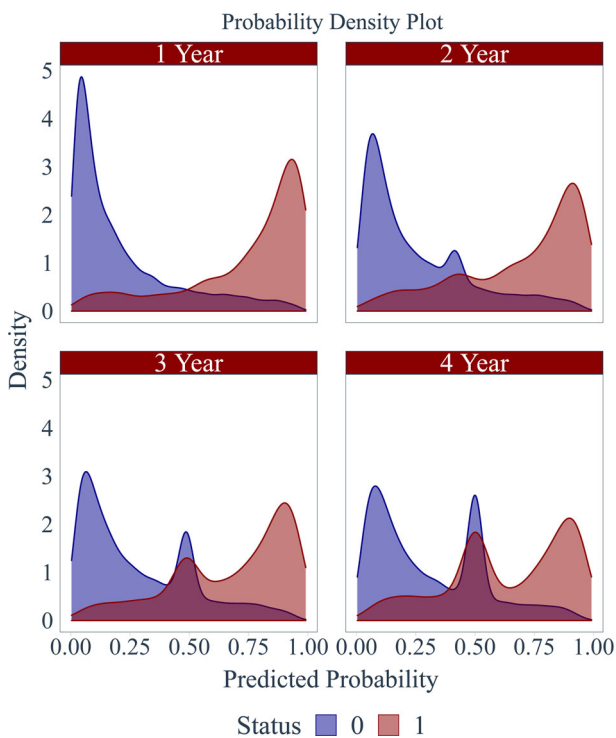 Probability Density Plot
1 Year
2 Year
5
4
3
2
1
0
3 Year
4 Year
5
4
3
2
1
0
Density
0.00 0.25 0.50 0.75 1.00
0.00 0.25 0.50 0.75 1.00
Predicted Probability
Status 0 1